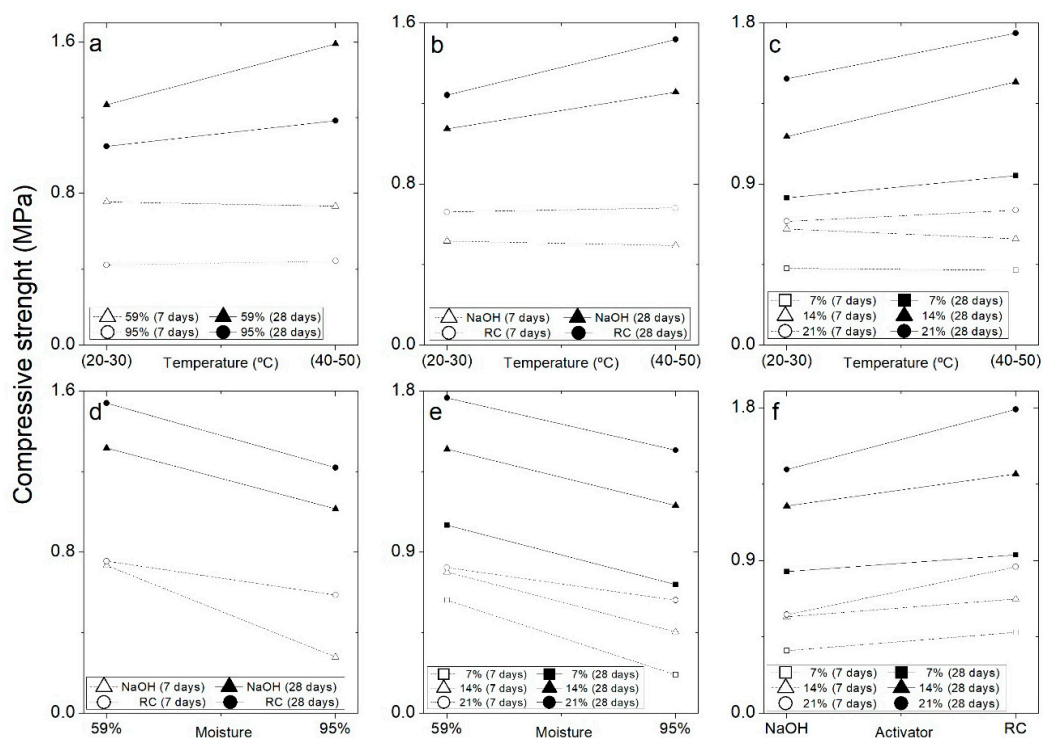 Compressive strenght (MPa)
a
1.6
0.8
0.0
59% (7 days) 59% (28 days)
95% (7 days) 95% (28 days)
(20-30) Temperature (ºC) (40-50)
b
1.6
0.8
0.0
NaOH (7 days) NaOH (28 days)
RC (7 days) RC (28 days)
(20-30) Temperature (ºC) (40-50)
c
1.8
0.9
0.0
7% (7 days) 7% (28 days)
14% (7 days) 14% (28 days)
21% (7 days) 21% (28 days)
(20-30) Temperature (ºC) (40-50)
d
1.6
0.8
0.0
NaOH (7 days) NaOH (28 days)
RC (7 days) RC (28 days)
59% Moisture 95%
e
1.8
0.9
0.0
7% (7 days) 7% (28 days)
14% (7 days) 14% (28 days)
21% (7 days) 21% (28 days)
59% Moisture 95%
f
1.8
0.9
0.0
7% (7 days) 7% (28 days)
14% (7 days) 14% (28 days)
21% (7 days) 21% (28 days)
NaOH Activator RC